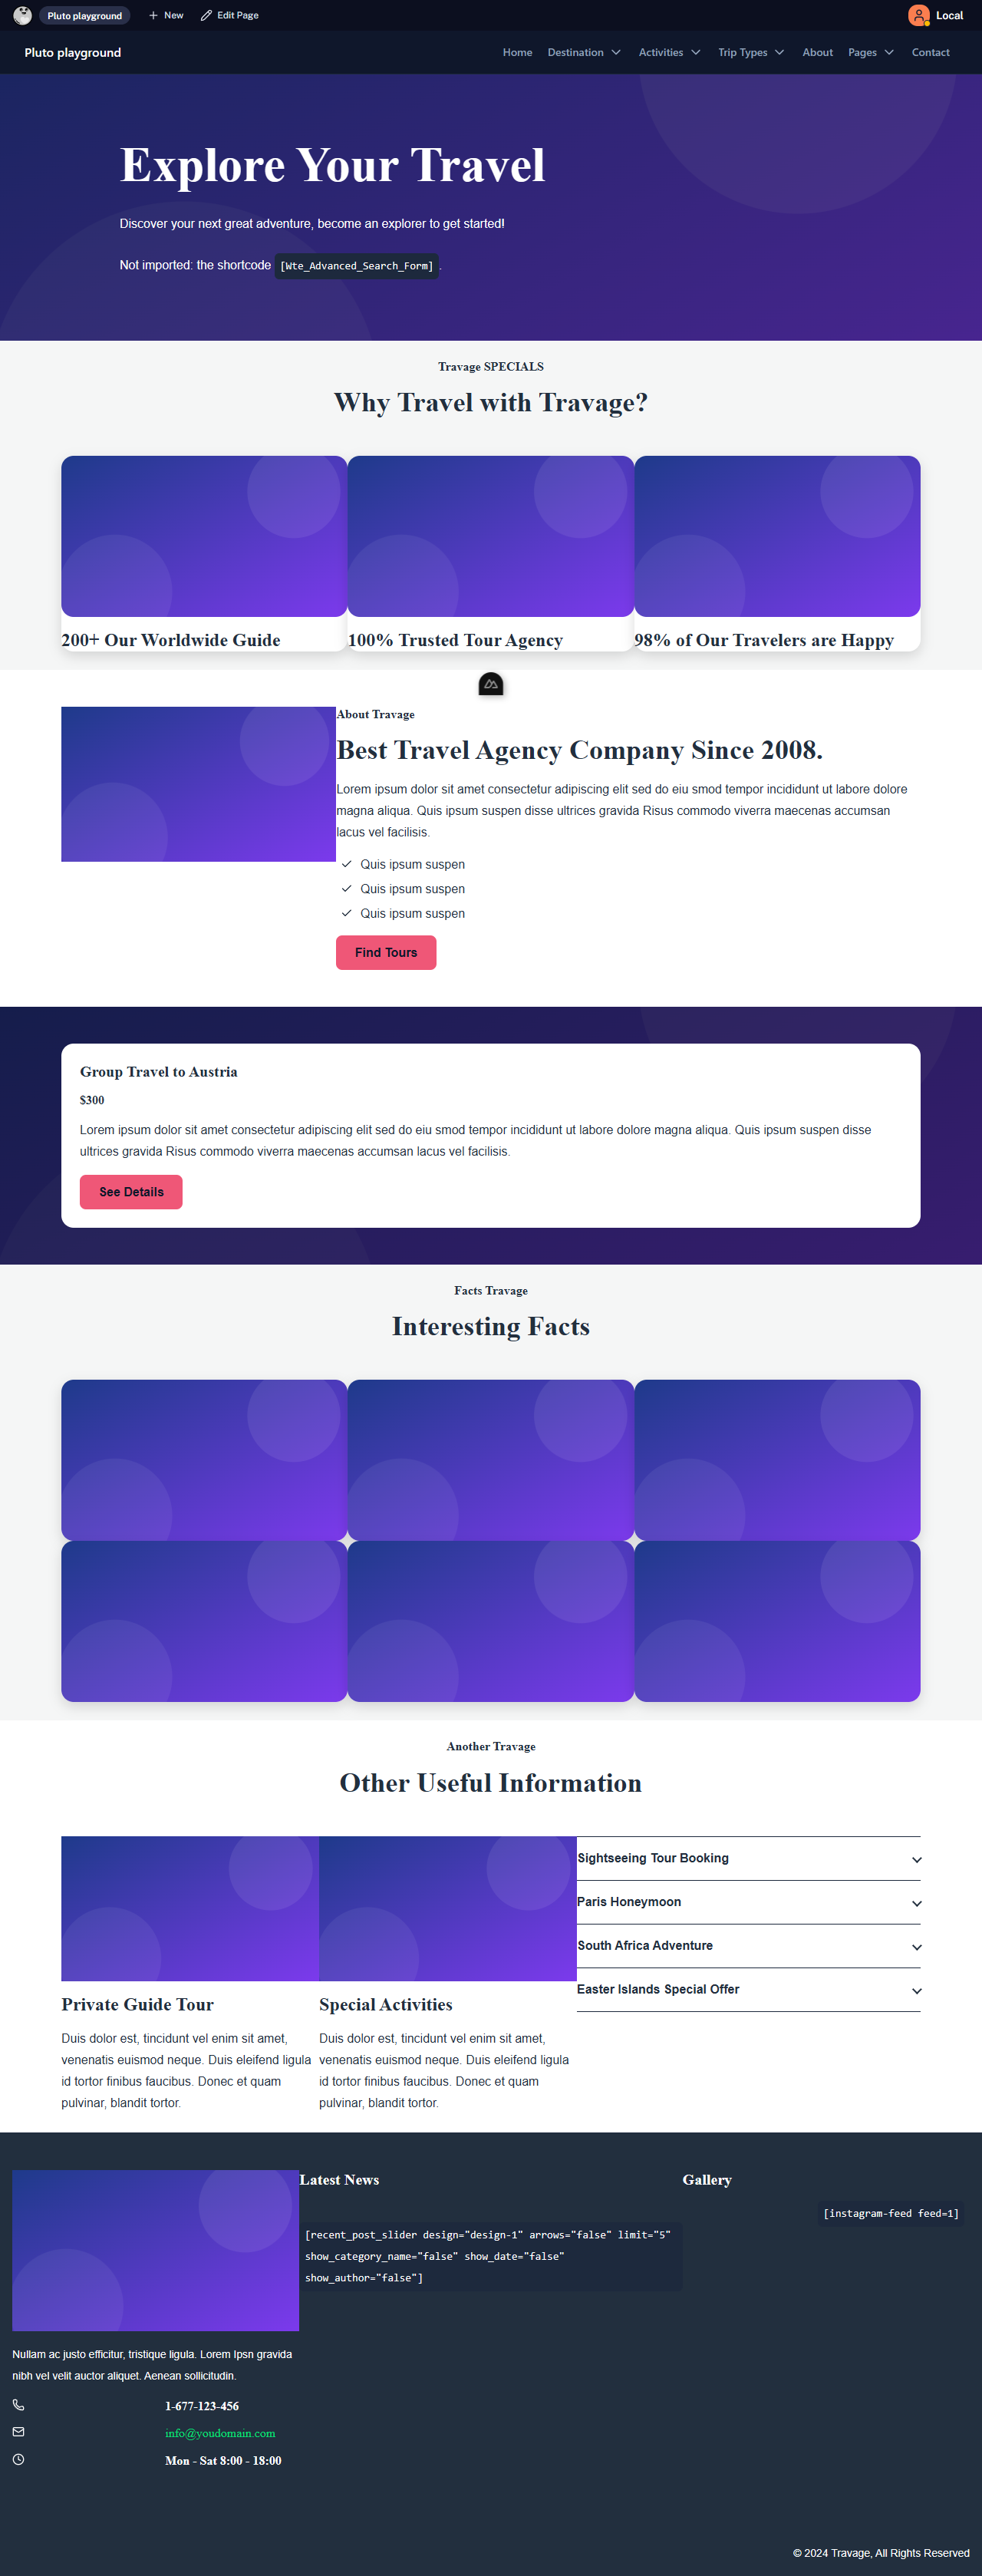 Pluto playground
New
Edit Page
Local
Pluto playground
Home
Destination
Activities
Trip Types
About
Pages
Contact
Explore Your Travel
Discover your next great adventure, become an explorer to get started!
Not imported: the shortcode [Wte_Advanced_Search_Form] .
Travage SPECIALS
Why Travel with Travage?
200+ Our Worldwide Guide
100% Trusted Tour Agency
98% of Our Travelers are Happy
About Travage
Best Travel Agency Company Since 2008.
Lorem ipsum dolor sit amet consectetur adipiscing elit sed do eiu smod tempor incididunt ut labore dolore
magna aliqua. Quis ipsum suspen disse ultrices gravida Risus commodo viverra maecenas accumsan
lacus vel facilisis.
Quis ipsum suspen
Quis ipsum suspen
Quis ipsum suspen
Find Tours
Group Travel to Austria
$300
Lorem ipsum dolor sit amet consectetur adipiscing elit sed do eiu smod tempor incididunt ut labore dolore magna aliqua. Quis ipsum suspen disse
ultrices gravida Risus commodo viverra maecenas accumsan lacus vel facilisis.
See Details
Facts Travage
Interesting Facts
Another Travage
Other Useful Information
Private Guide Tour
Duis dolor est, tincidunt vel enim sit amet,
venenatis euismod neque. Duis eleifend ligula
id tortor finibus faucibus. Donec et quam
pulvinar, blandit tortor.
Special Activities
Duis dolor est, tincidunt vel enim sit amet,
venenatis euismod neque. Duis eleifend ligula
id tortor finibus faucibus. Donec et quam
pulvinar, blandit tortor.
Sightseeing Tour Booking
Paris Honeymoon
South Africa Adventure
Easter Islands Special Offer
Nullam ac justo efficitur, tristique ligula. Lorem Ipsn gravida
nibh vel velit auctor aliquet. Aenean sollicitudin.
1-677-123-456
info@youdomain.com
Mon - Sat 8:00 - 18:00
Latest News
[recent_post_slider design="design-1" arrows="false" limit="5"
show_category_name="false" show_date="false"
show_author="false"]
Gallery
[instagram-feed feed=1]
© 2024 Travage, All Rights Reserved